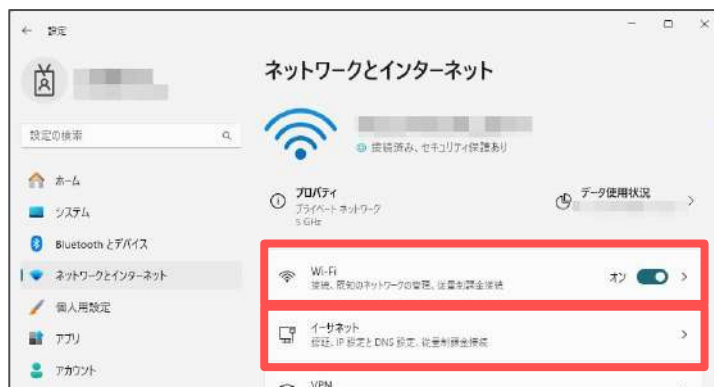 設定
ネットワークとインターネット
設定の検索
接続済み、セキュリティ保護あり
ホーム
プロパティ
プライベート ネットワーク
5 GHz
データ使用状況
システム
Bluetooth とデバイス
Wi-Fi
接続、既知のネットワークの管理、従量制課金接続
オン
ネットワークとインターネット
個人用設定
イーサネット
認証、IP 設定と DNS 設定、従量制課金接続
アプリ
アカウント
VPN